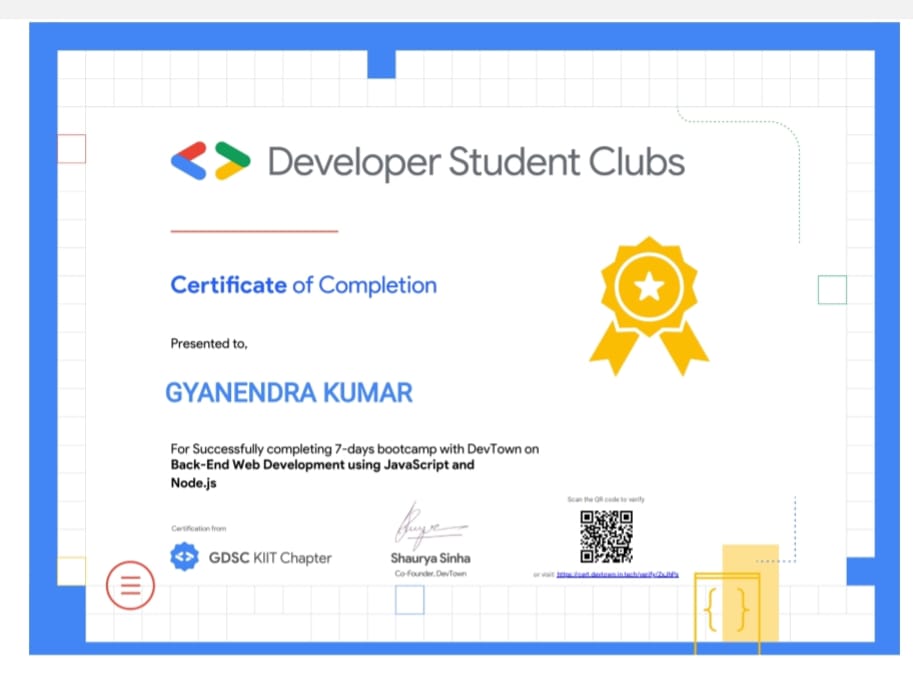 Developer Student Clubs
Certificate of Completion
Presented to,
GYANENDRA KUMAR
For Successfully completing 7-days bootcamp with DevTown on
Back-End Web Development using JavaScript and
Node.js
Certification from
GDSC KIIT Chapter
Shaurya Sinha
Co-Founder, DevTown
Scan the QR code to verify
or visit
{ }